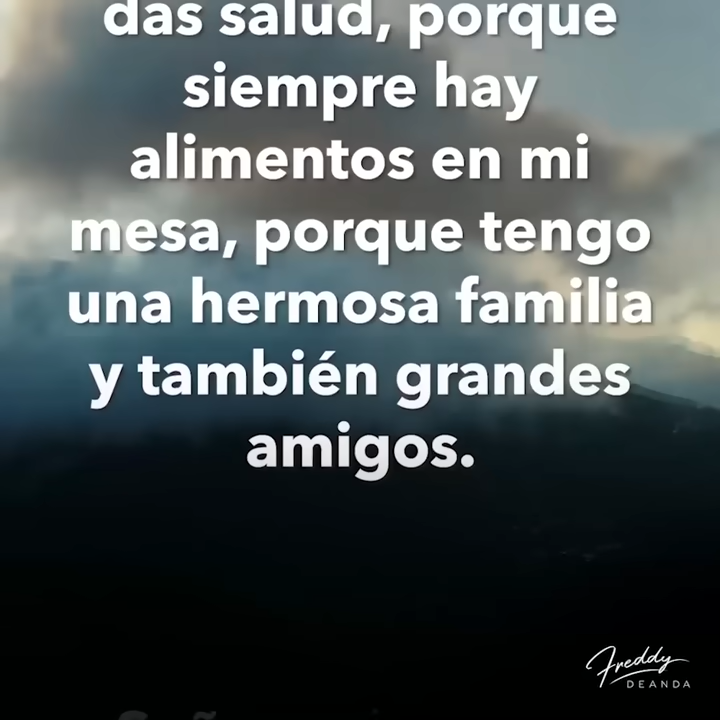 das salud, porque
siempre hay
alimentos en mi
mesa, porque tengo
una hermosa familia
y también grandes
amigos.
Freddy
DEANDA